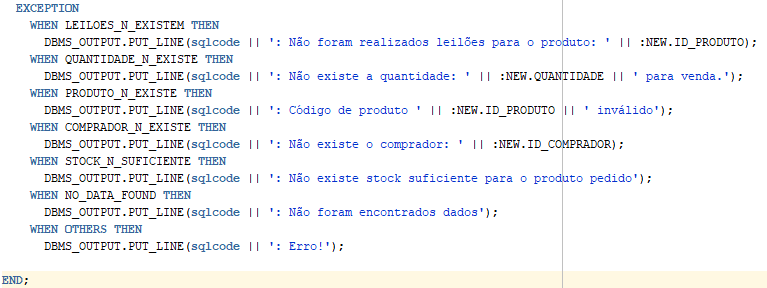 EXCEPTION
WHEN LEILOES_N_EXISTEM THEN
DBMS_OUTPUT.PUT_LINE(sqlcode || ': Não foram realizados leilões para o produto: ' || :NEW.ID_PRODUTO);
WHEN QUANTIDADE_N_EXISTE THEN
DBMS_OUTPUT.PUT_LINE(sqlcode || ': Não existe a quantidade: ' || :NEW.QUANTIDADE || ' para venda.');
WHEN PRODUTO_N_EXISTE THEN
DBMS_OUTPUT.PUT_LINE(sqlcode || ': Código de produto ' || :NEW.ID_PRODUTO || ' inválido');
WHEN COMPRADOR_N_EXISTE THEN
DBMS_OUTPUT.PUT_LINE(sqlcode || ': Não existe o comprador: ' || :NEW.ID_COMPRADOR);
WHEN STOCK_N_SUFICIENTE THEN
DBMS_OUTPUT.PUT_LINE(sqlcode || ': Não existe stock suficiente para o produto pedido');
WHEN NO_DATA_FOUND THEN
DBMS_OUTPUT.PUT_LINE(sqlcode || ': Não foram encontrados dados');
WHEN OTHERS THEN
DBMS_OUTPUT.PUT_LINE(sqlcode || ': Erro!');
END;